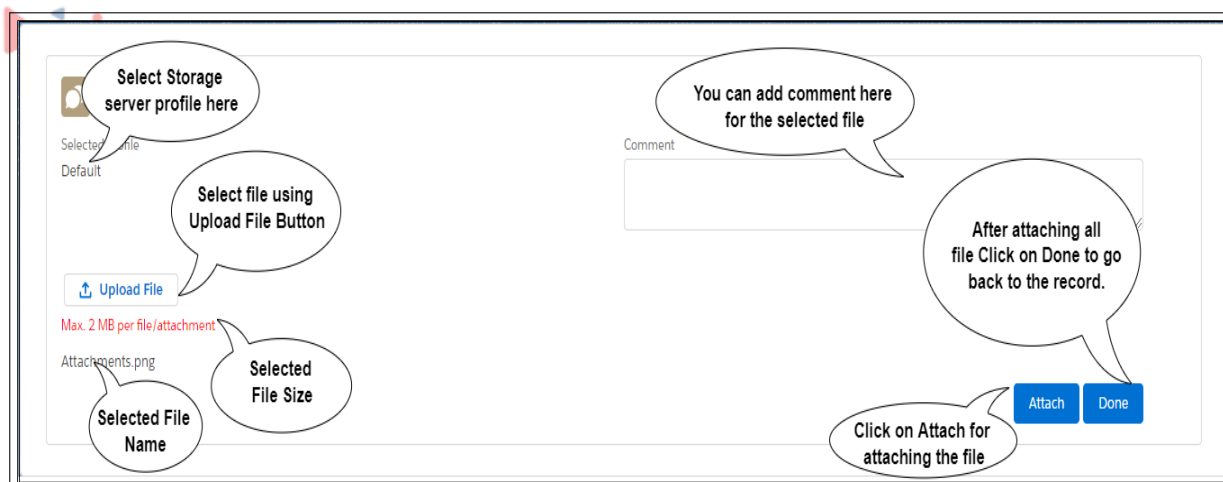 Select Storage
server profile here
You can add comment here
for the selected file
Selected
Default
Comment
Select file using
Upload File Button
After attaching all
file Click on Done to go
back to the record.
Upload File
Max. 2 MB per file/attachment
Attachments.png
Selected
File Size
Selected File
Name
Attach
Done
Click on Attach for
attaching the file